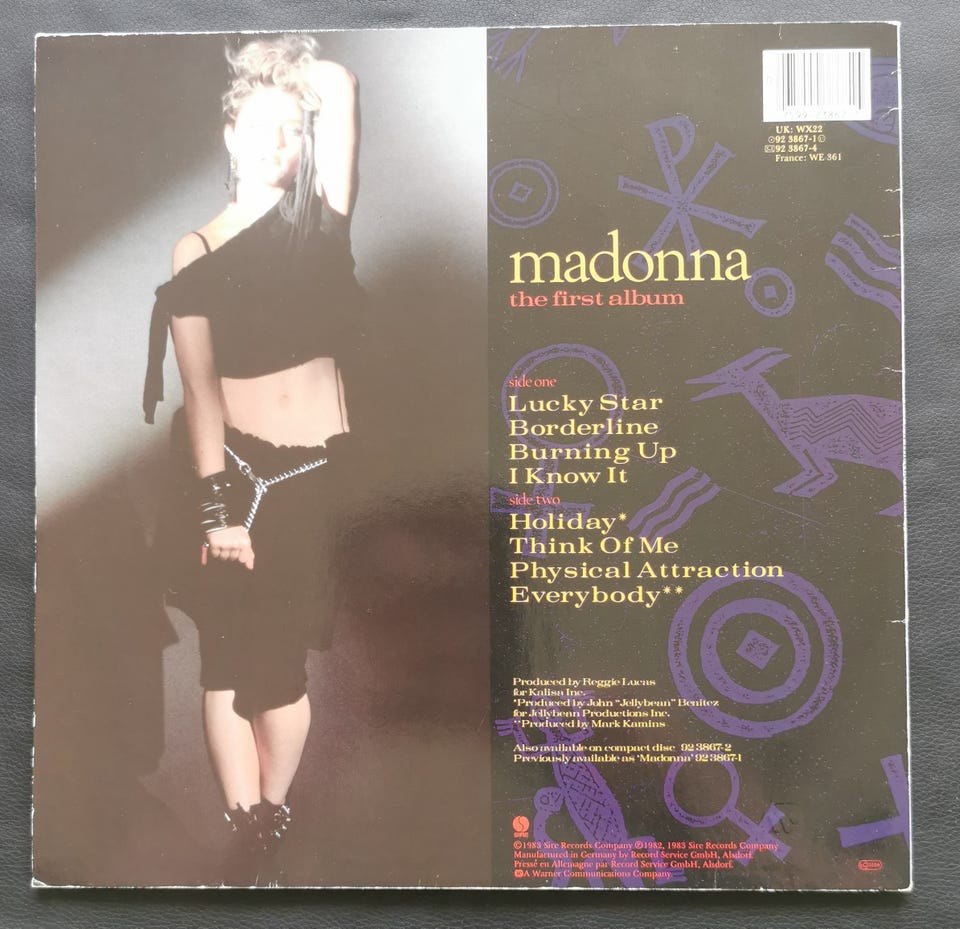 UK: WX22
92 3867-1
92 3867-4
France: WE 361
madonna
the first album
side one
Lucky Star
Borderline
Burning Up
I Know It
side two
Holiday*
Think Of Me
Physical Attraction
Everybody**
Produced by Reggie Lucas
for Kalisa Inc.
*Produced by John "Jellybean" Benitez
for Jellybean Productions Inc.
**Produced by Mark Kamins
Also available on compact disc 92 3867-2
Previously available as 'Madonna' 92 3867-1
SIRE
©1983 Sire Records Company ℗1982, 1983 Sire Records Company
Manufactured in Germany by Record Service GmbH, Alsdorf.
Pressé en Allemagne par Record Service GmbH, Alsdorf.
A Warner Communications Company